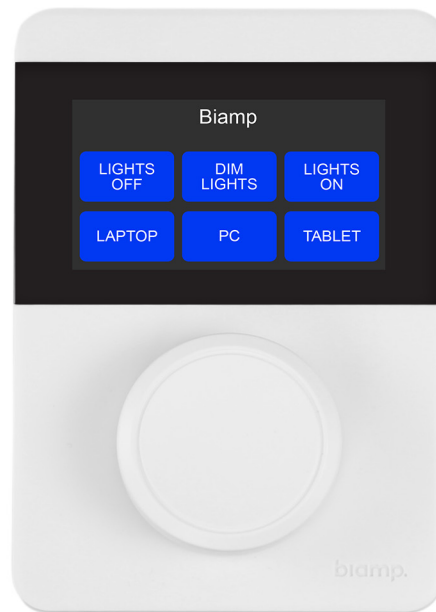 Biamp
LIGHTS
OFF
DIM
LIGHTS
LIGHTS
ON
LAPTOP
PC
TABLET
biamp.